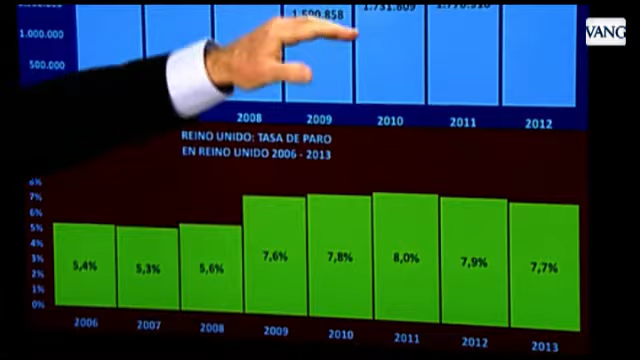 VANG
1.590.858
1.000.000
500.000
2008 2009 2010 2011 2012
REINO UNIDO: TASA DE PARO
EN REINO UNIDO 2006 - 2013
7%
6%
5%
4%
3%
2%
1%
0%
5,4% 5,3% 5,6% 7,6% 7,8% 8,0% 7,9% 7,7%
2006 2007 2008 2009 2010 2011 2012 2013